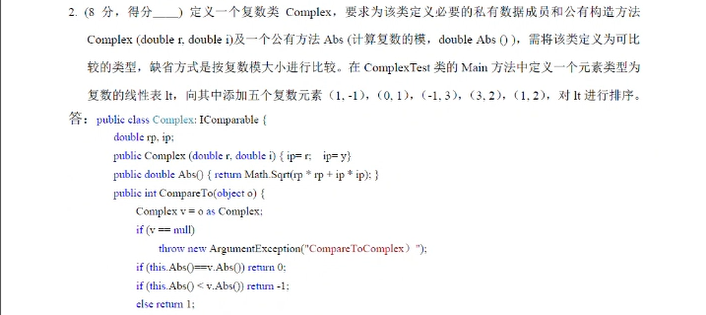 2. (8 分，得分____) 定义一个复数类 Complex，要求为该类定义必要的私有数据成员和公有构造方法
Complex (double r, double i)及一个公有方法 Abs (计算复数的模，double Abs () )，需将该类定义为可比
较的类型，缺省方式是按复数模大小进行比较。在 ComplexTest 类的 Main 方法中定义一个元素类型为
复数的线性表 lt，向其中添加五个复数元素（1, -1），（0, 1），（-1, 3），（3, 2），（1, 2），对 lt 进行排序。
答：public class Complex: IComparable {
double rp, ip;
public Complex (double r, double i) { ip= r; ip= y}
public double Abs() { return Math.Sqrt(rp * rp + ip * ip); }
public int CompareTo(object o) {
Complex v = o as Complex;
if (v == null)
throw new ArgumentException("CompareToComplex）");
if (this.Abs()==v.Abs()) return 0;
if (this.Abs() < v.Abs()) return -1;
else return 1;